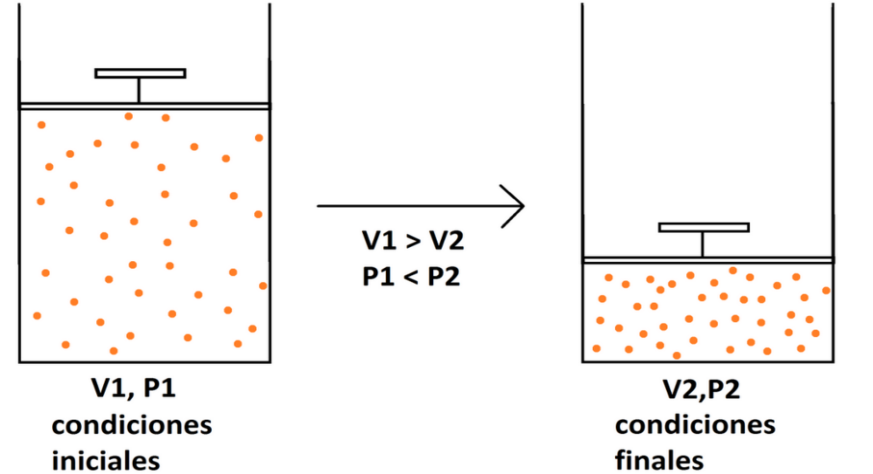 V1 > V2
P1 < P2
V1, P1
condiciones
iniciales
V2,P2
condiciones
finales